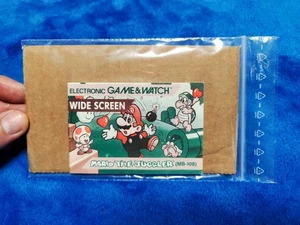 ELECTRONIC GAME&WATCH
WIDE SCREEN
MARIO THE JUGGLER (MB-108)